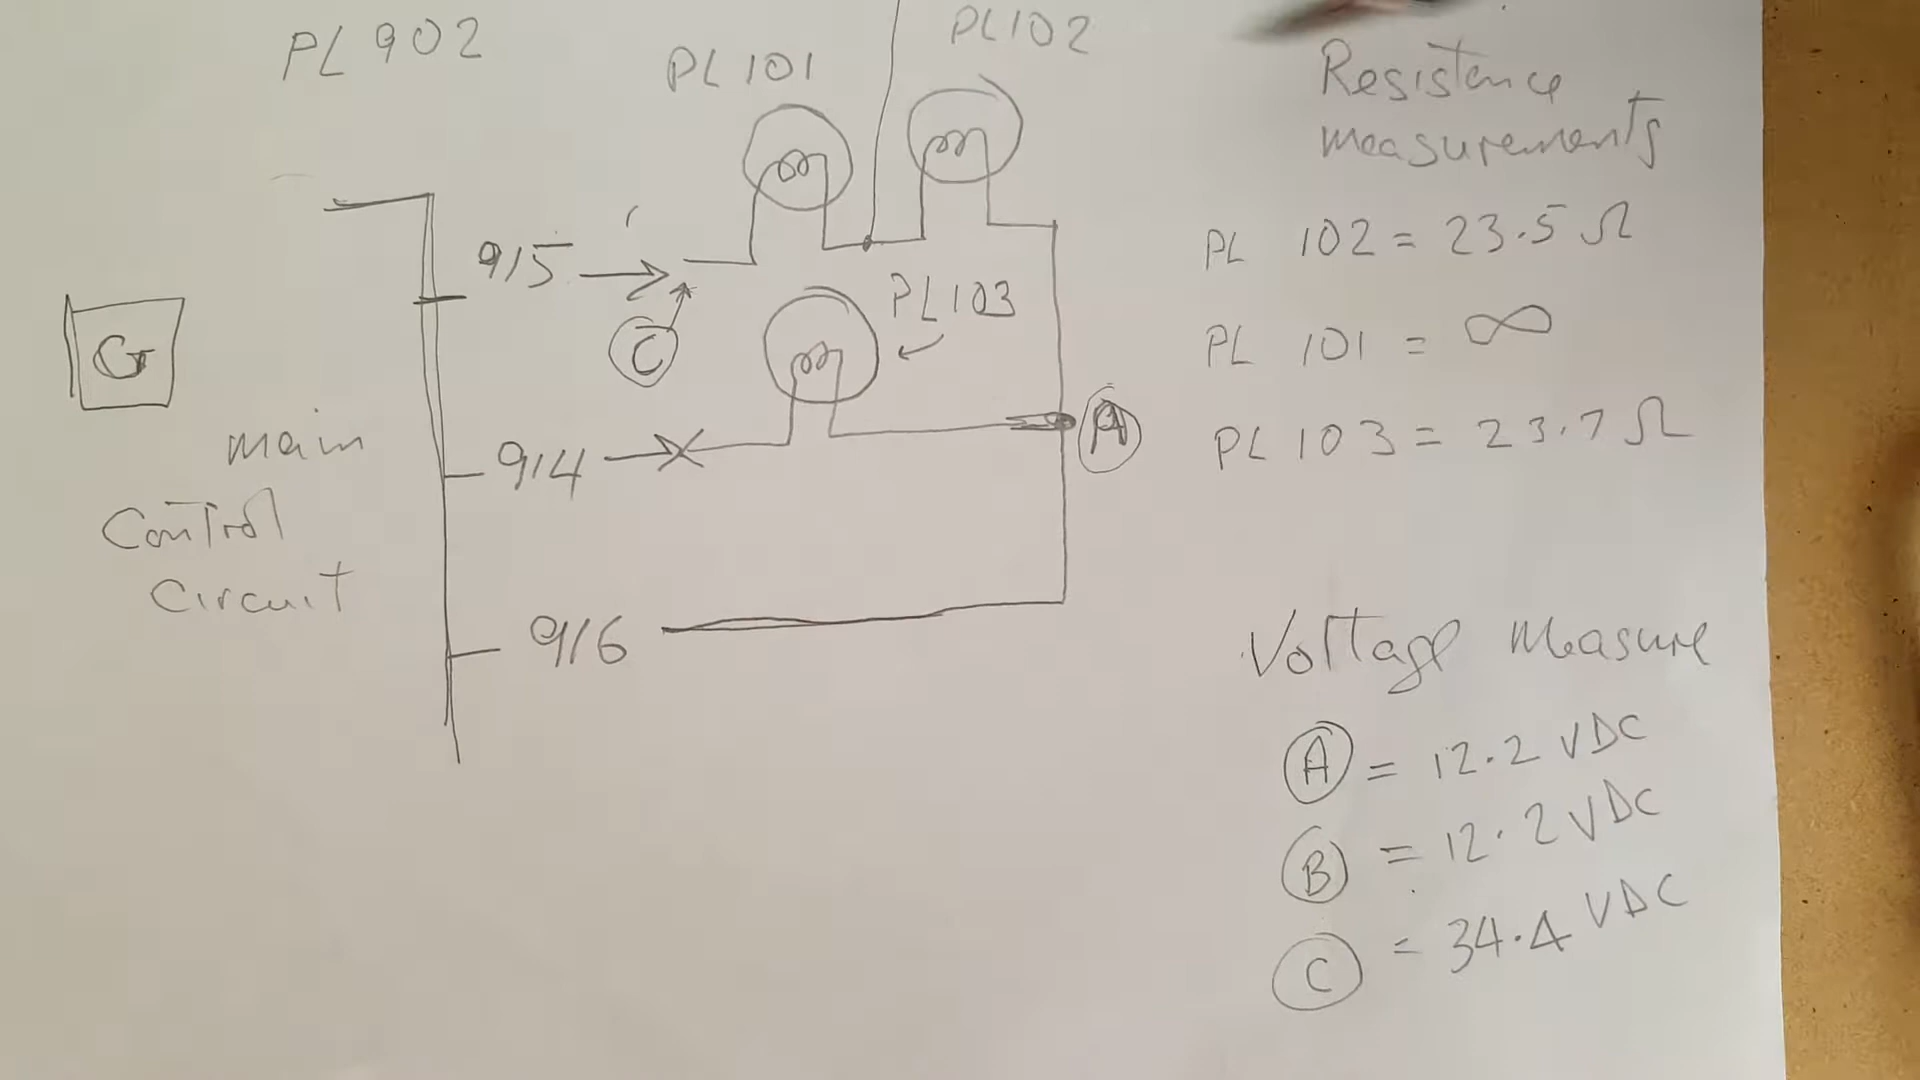 PL 902
PL 101
PL 102
915
C
PL 103
G
914
A
Main
Control
Circuit
916
Resistance
measurements
PL 102 = 23.5 Ω
PL 101 = ∞
PL 103 = 23.7 Ω
Voltage Measure
A = 12.2 VDC
B = 12.2 VDC
C = 34.4 VDC